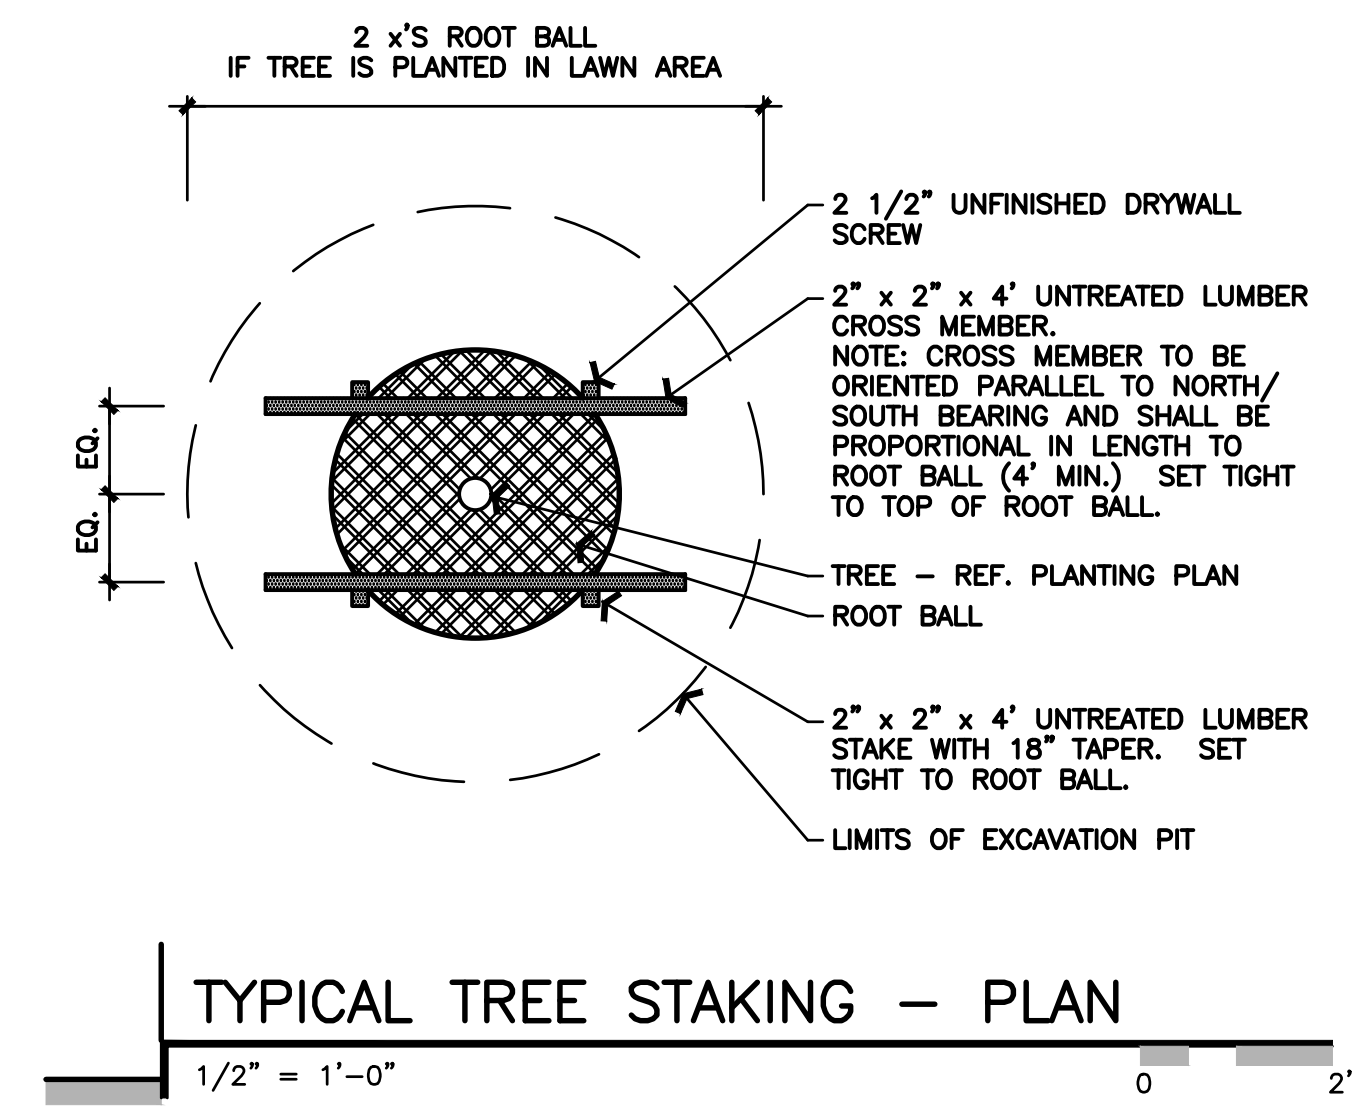 2 x'S ROOT BALL
IF TREE IS PLANTED IN LAWN AREA
2 1/2" UNFINISHED DRYWALL
SCREW
2" x 2" x 4' UNTREATED LUMBER
CROSS MEMBER.
NOTE: CROSS MEMBER TO BE
ORIENTED PARALLEL TO NORTH/
SOUTH BEARING AND SHALL BE
PROPORTIONAL IN LENGTH TO
ROOT BALL (4' MIN.) SET TIGHT
TO TOP OF ROOT BALL.
EQ.
EQ.
TREE - REF. PLANTING PLAN
ROOT BALL
2" x 2" x 4' UNTREATED LUMBER
STAKE WITH 18" TAPER. SET
TIGHT TO ROOT BALL.
LIMITS OF EXCAVATION PIT
TYPICAL TREE STAKING - PLAN
1/2" = 1'-0"
0 2'